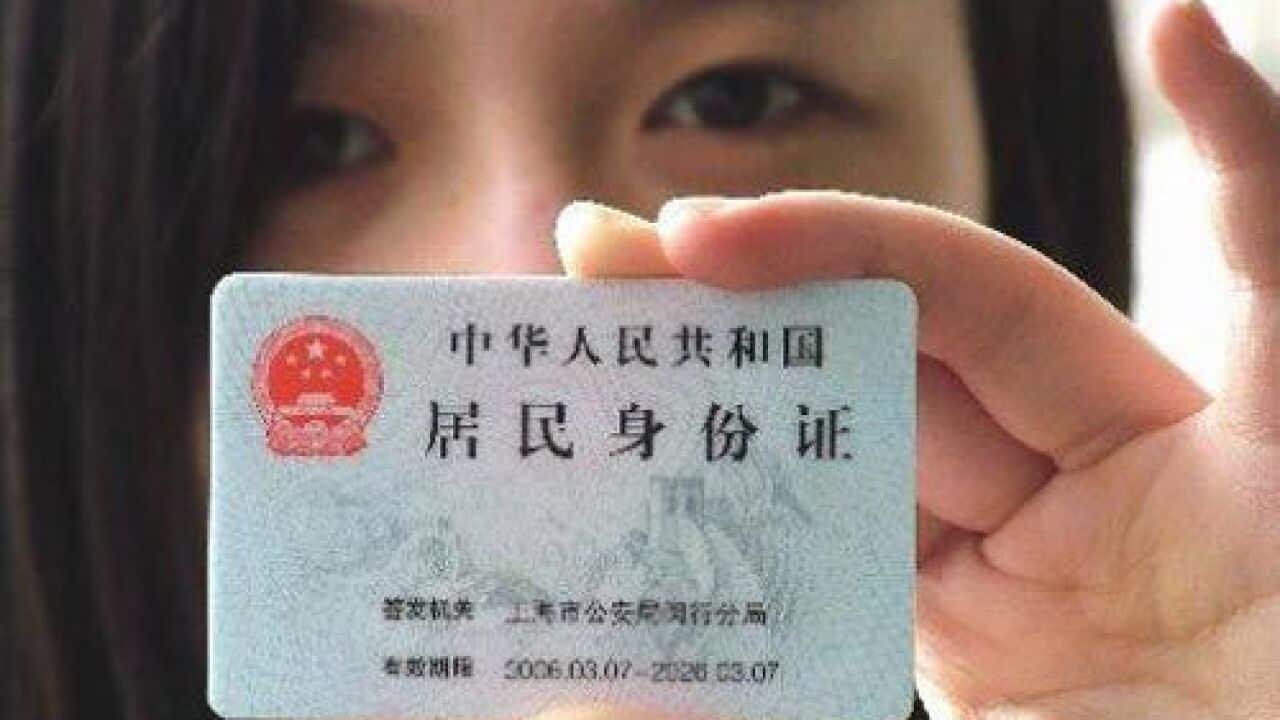 中华人民共和国
居民身份证
签发机关 上海市公安局闵行分局
有效期限 2006.03.07-2026.03.07